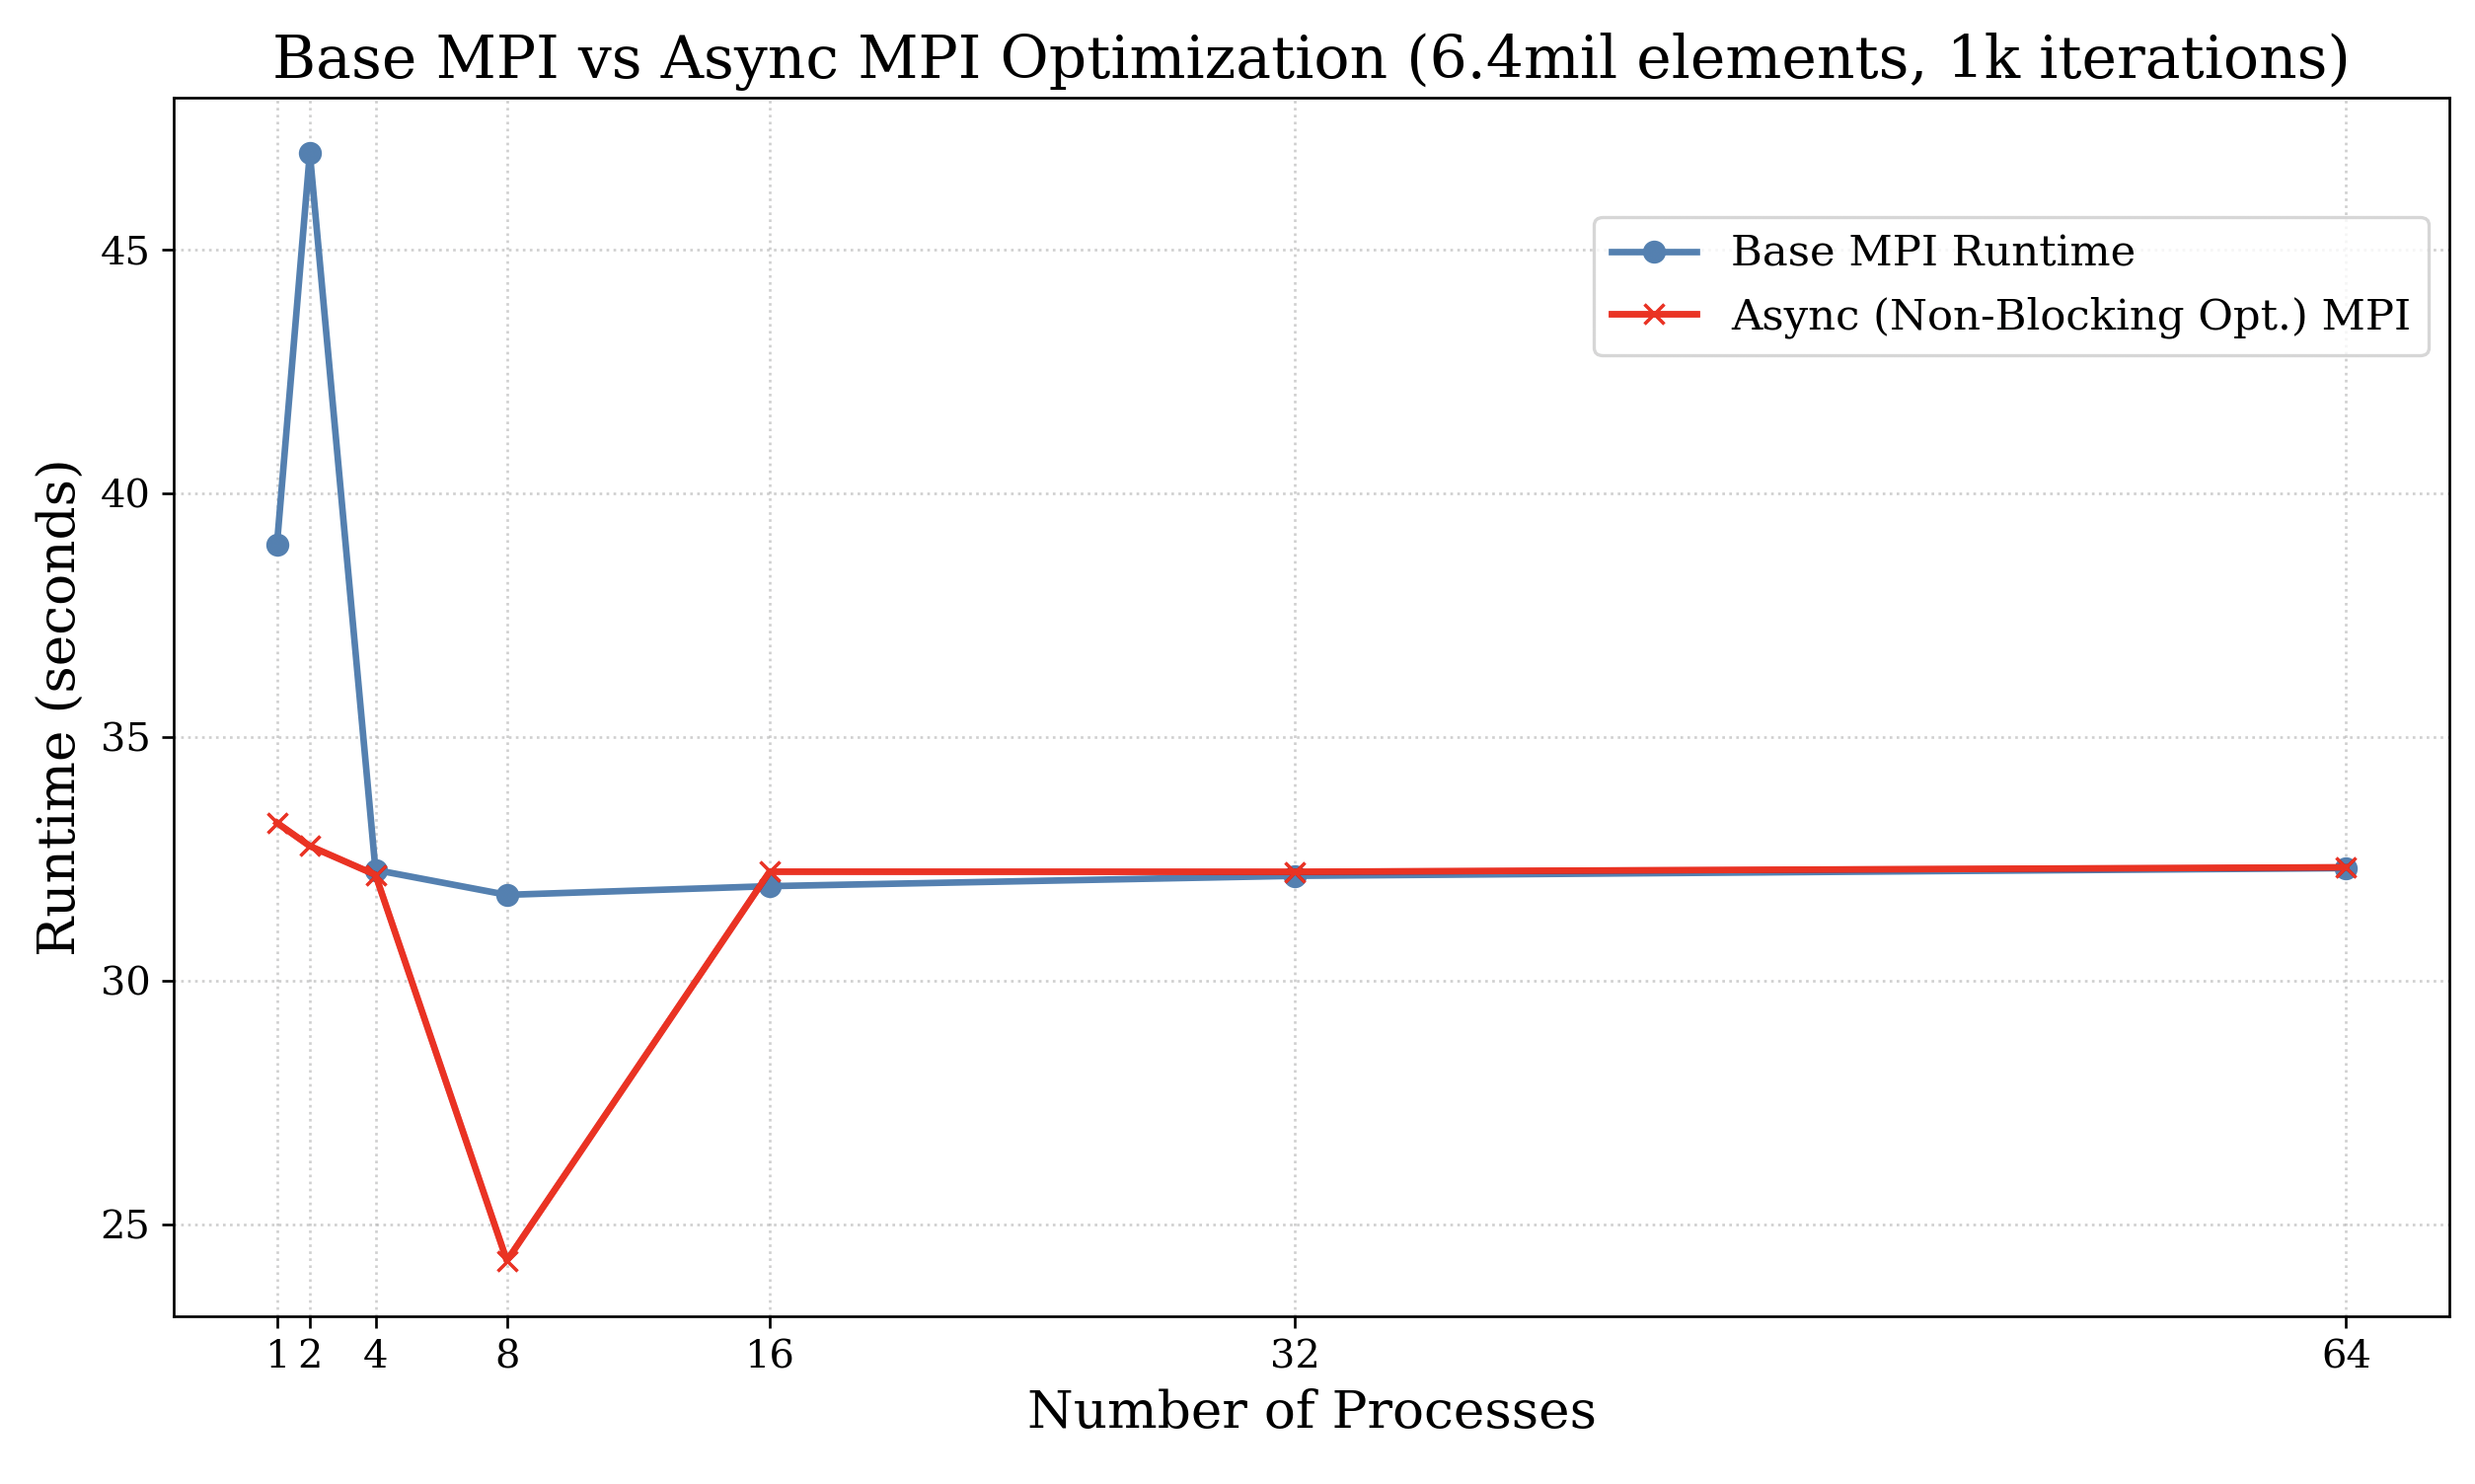 Base MPI vs Async MPI Optimization (6.4mil elements, 1k iterations)
Base MPI Runtime
Async (Non-Blocking Opt.) MPI
Runtime (seconds)
45
40
35
30
25
1 2 4 8 16 32 64
Number of Processes